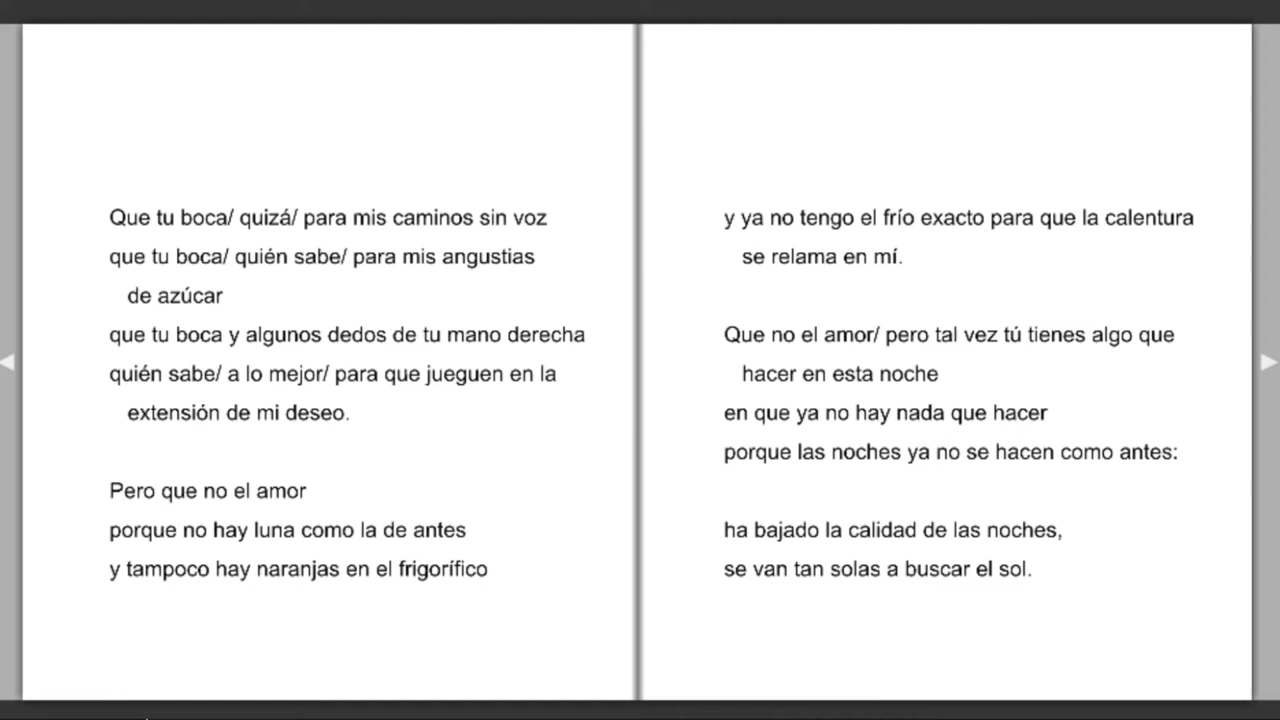 Que tu boca/ quizá/ para mis caminos sin voz
que tu boca/ quién sabe/ para mis angustias
de azúcar
que tu boca y algunos dedos de tu mano derecha
quién sabe/ a lo mejor/ para que jueguen en la
extensión de mi deseo.
Pero que no el amor
porque no hay luna como la de antes
y tampoco hay naranjas en el frigorífico
y ya no tengo el frío exacto para que la calentura
se relama en mí.
Que no el amor/ pero tal vez tú tienes algo que
hacer en esta noche
en que ya no hay nada que hacer
porque las noches ya no se hacen como antes:
ha bajado la calidad de las noches,
se van tan solas a buscar el sol.